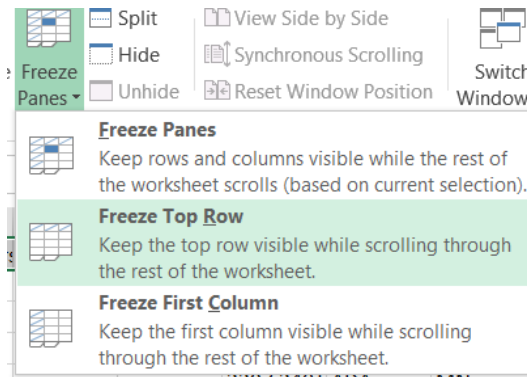 Split
View Side by Side
Hide
Synchronous Scrolling
Freeze
Panes
Unhide
Reset Window Position
Switch
Window
Freeze Panes
Keep rows and columns visible while the rest of
the worksheet scrolls (based on current selection).
Freeze Top Row
Keep the top row visible while scrolling through
the rest of the worksheet.
Freeze First Column
Keep the first column visible while scrolling
through the rest of the worksheet.